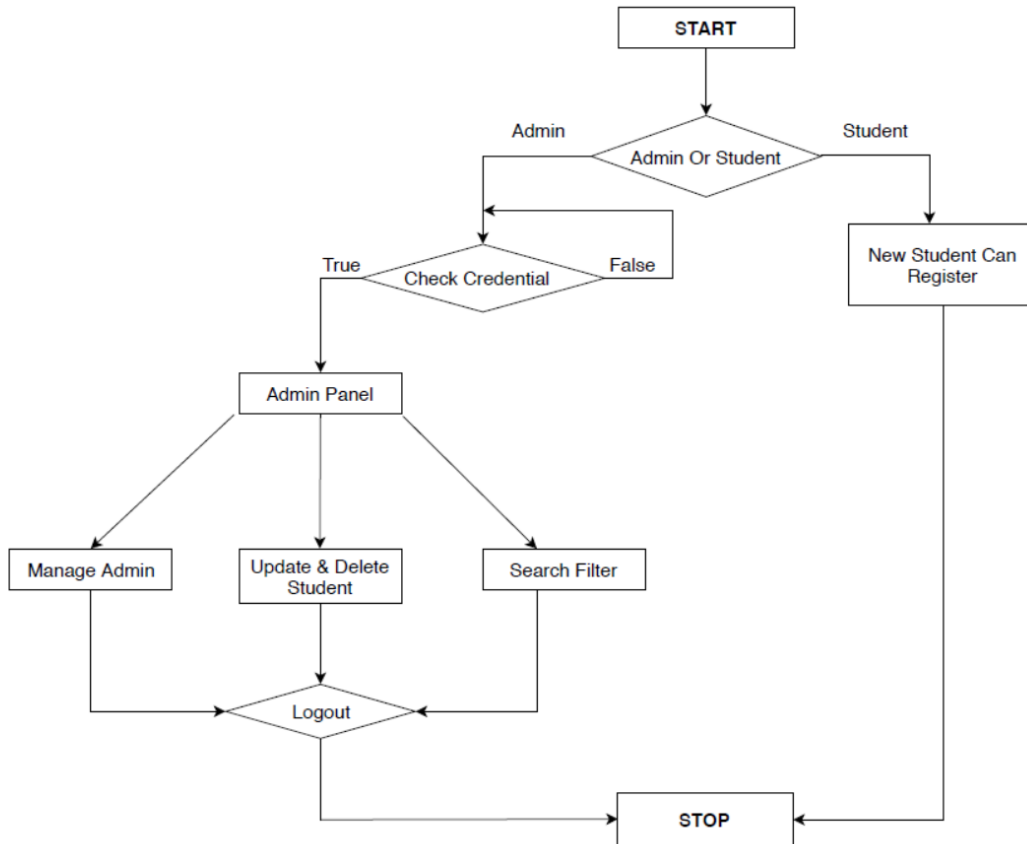 START
Admin
Student
Admin Or Student
New Student Can
Register
True
False
Check Credential
Admin Panel
Manage Admin
Update & Delete
Student
Search Filter
Logout
STOP